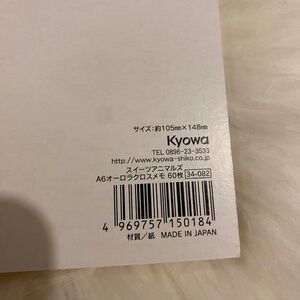 サイズ:約105㎜×148㎜
Kyowa
TEL 0896-23-3533
http://www.kyowa-shiko.co.jp
スイーツアニマルズ
A6オーロラクロスメモ 60枚 34-082
4 969757 150184
材質/紙 MADE IN JAPAN